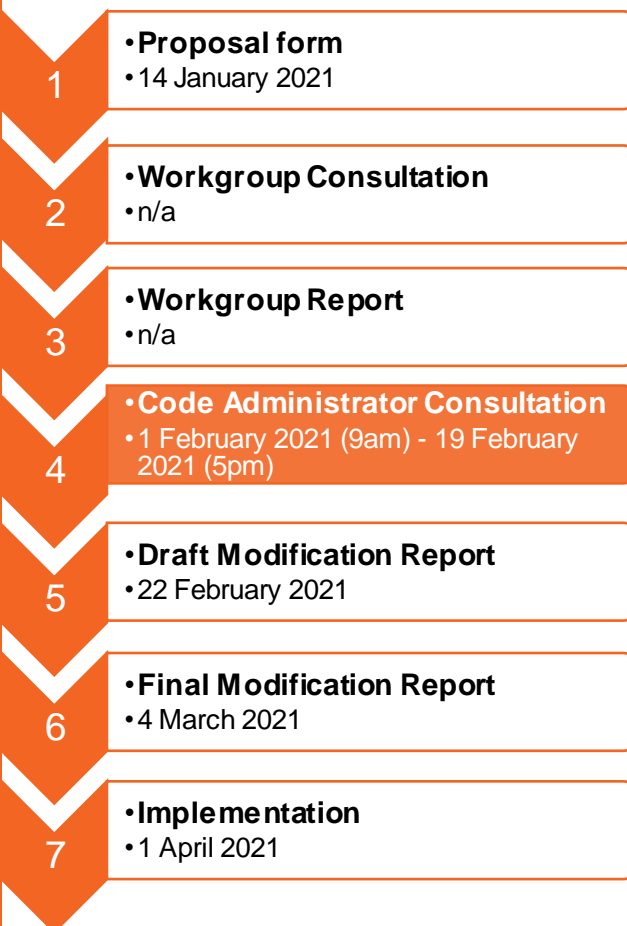 1
•Proposal form
•14 January 2021
2
•Workgroup Consultation
•n/a
3
•Workgroup Report
•n/a
4
•Code Administrator Consultation
•1 February 2021 (9am) - 19 February
2021 (5pm)
5
•Draft Modification Report
•22 February 2021
6
•Final Modification Report
•4 March 2021
7
•Implementation
•1 April 2021